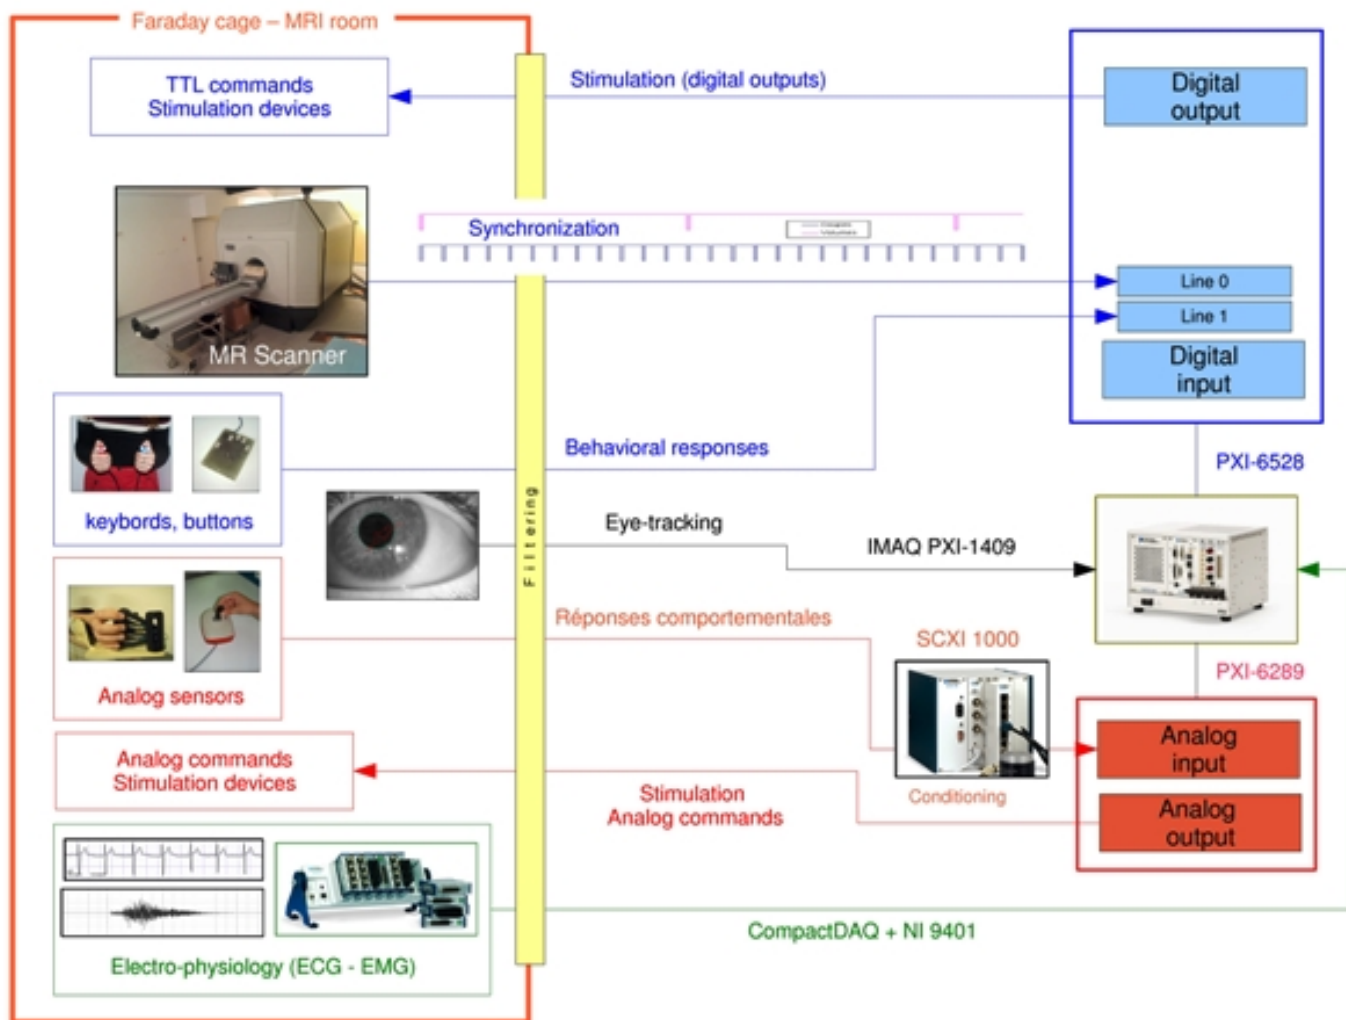 Faraday cage – MRI room
TTL commands
Stimulation devices
Stimulation (digital outputs)
Digital
output
Synchronization
Volumes
Line 0
Line 1
MR Scanner
Digital
input
Behavioral responses
PXI-6528
keybords, buttons
Filtering
Eye-tracking
IMAQ PXI-1409
Réponses comportementales
SCXI 1000
PXI-6289
Analog sensors
Analog
input
Analog commands
Stimulation devices
Conditioning
Stimulation
Analog commands
Analog
output
CompactDAQ + NI 9401
Electro-physiology (ECG - EMG)